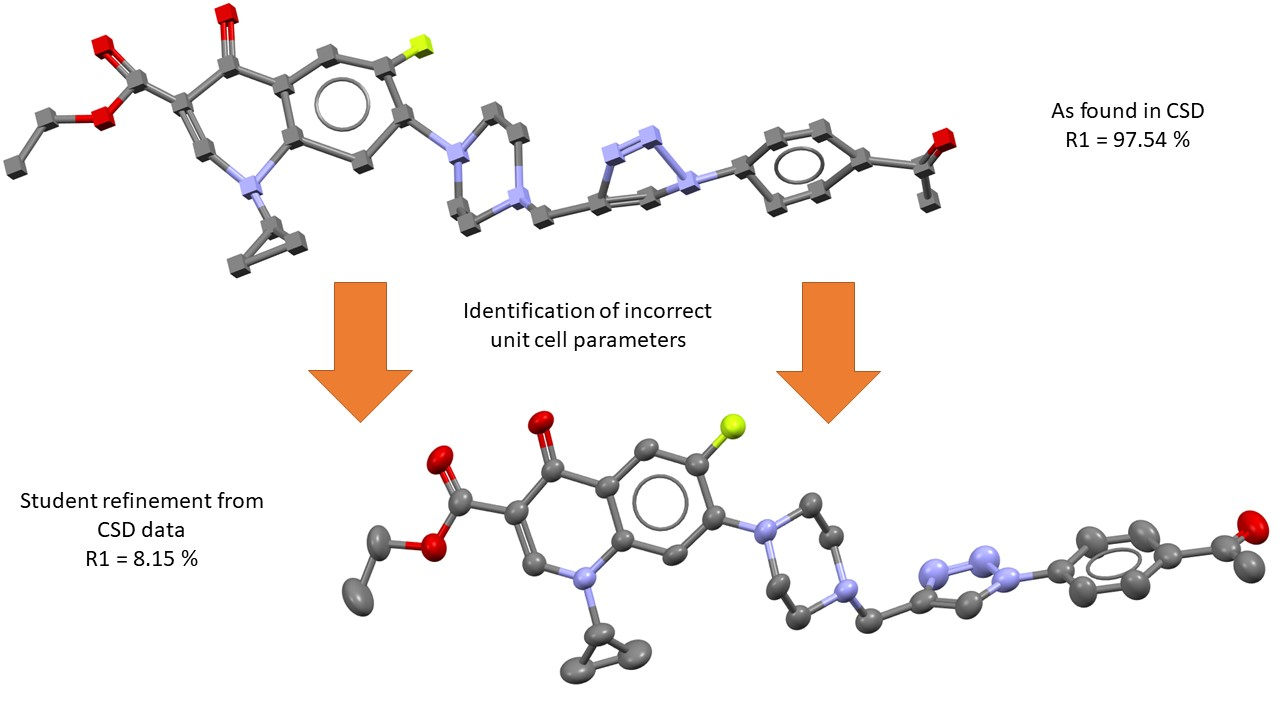 As found in CSD
R1 = 97.54 %
Identification of incorrect
unit cell parameters
Student refinement from
CSD data
R1 = 8.15 %